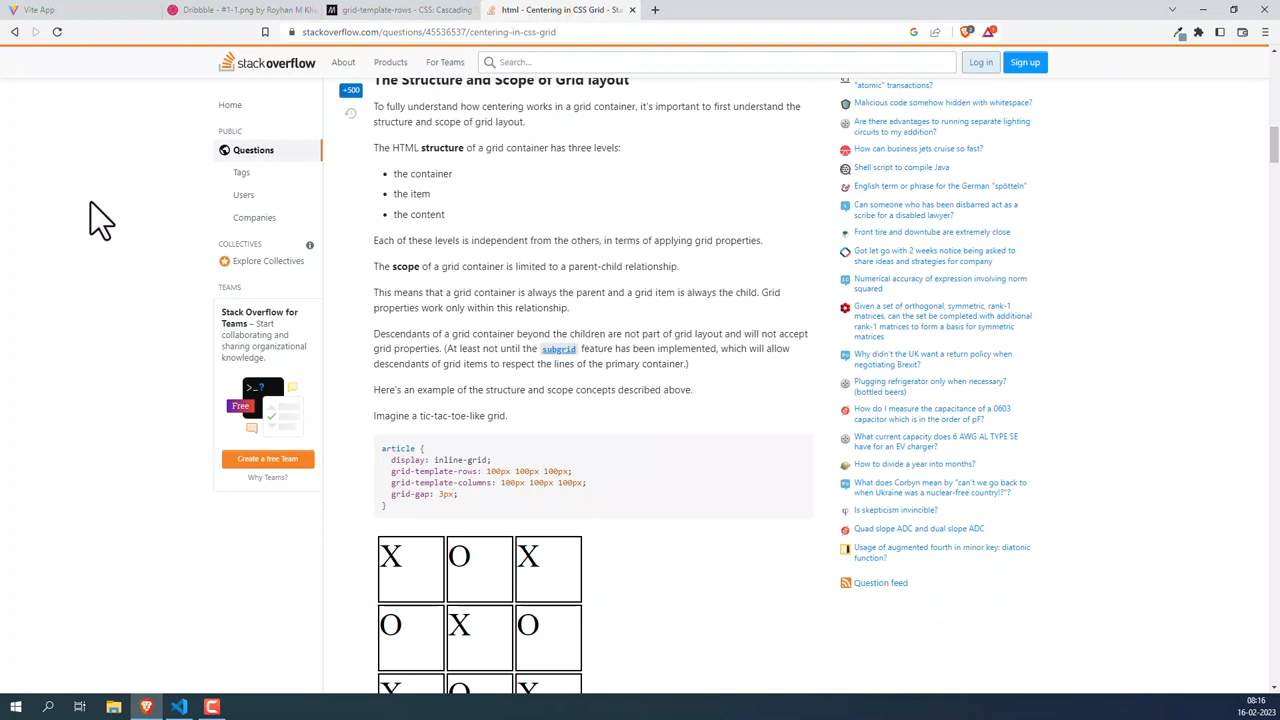 Vite App
Dribbble - #1-1.png by Royhan M Kha
grid-template-rows - CSS: Cascading
html - Centering in CSS Grid - Stac
stackoverflow.com/questions/45536537/centering-in-css-grid
stackoverflow
About
Products
For Teams
Search...
Log in
Sign up
Home
PUBLIC
Questions
Tags
Users
Companies
COLLECTIVES
Explore Collectives
TEAMS
Stack Overflow for
Teams – Start
collaborating and
sharing organizational
knowledge.
>_?
Free
Create a free Team
Why Teams?
+500
The Structure and Scope of Grid layout
To fully understand how centering works in a grid container, it's important to first understand the
structure and scope of grid layout.
The HTML structure of a grid container has three levels:
• the container
• the item
• the content
Each of these levels is independent from the others, in terms of applying grid properties.
The scope of a grid container is limited to a parent-child relationship.
This means that a grid container is always the parent and a grid item is always the child. Grid
properties work only within this relationship.
Descendants of a grid container beyond the children are not part of grid layout and will not accept
grid properties. (At least not until the subgrid feature has been implemented, which will allow
descendants of grid items to respect the lines of the primary container.)
Here's an example of the structure and scope concepts described above.
Imagine a tic-tac-toe-like grid.
article {
display: inline-grid;
grid-template-rows: 100px 100px 100px;
grid-template-columns: 100px 100px 100px;
grid-gap: 3px;
}
X O X
O X O
X O X
"atomic" transactions?
Malicious code somehow hidden with whitespace?
Are there advantages to running separate lighting
circuits to my addition?
How can business jets cruise so fast?
Shell script to compile Java
English term or phrase for the German "spötteln"
Can someone who has been disbarred act as a
scribe for a disabled lawyer?
Front tire and downtube are extremely close
Got let go with 2 weeks notice being asked to
share ideas and strategies for company
Numerical accuracy of expression involving norm
squared
Given a set of orthogonal, symmetric, rank-1
matrices, can the set be completed with additional
rank-1 matrices to form a basis for symmetric
matrices
Why didn't the UK want a return policy when
negotiating Brexit?
Plugging refrigerator only when necessary?
(bottled beers)
How do I measure the capacitance of a 0603
capacitor which is in the order of pF?
What current capacity does 6 AWG AL TYPE SE
have for an EV charger?
How to divide a year into months?
What does Corbyn mean by "can't we go back to
when Ukraine was a nuclear-free country!?"?
Is skepticism invincible?
Quad slope ADC and dual slope ADC
Usage of augmented fourth in minor key: diatonic
function?
Question feed
08:16
16-02-2023